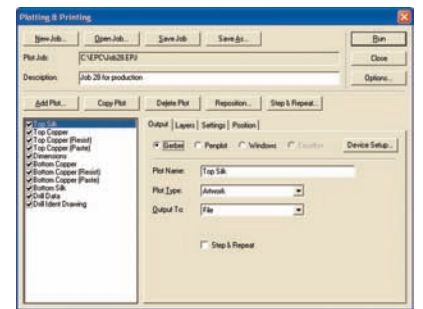 Plotting & Printing
New Job... Open Job... Save Job Save As... Run
Plot Job: C:\EPC\Job28.EPJ Close
Description: Job 28 for production Options...
Add Plot... Copy Plot Delete Plot Reposition... Step & Repeat...
Top Silk
Top Copper
Top Copper (Resist)
Top Copper (Paste)
Dimensions
Bottom Copper
Bottom Copper (Resist)
Bottom Copper (Paste)
Bottom Silk
Drill Data
Drill Ident Drawing
Output Layers Settings Position
Gerber Penplot Windows Excellon Device Setup...
Plot Name: Top Silk
Plot Type: Artwork
Output To: File
Step & Repeat